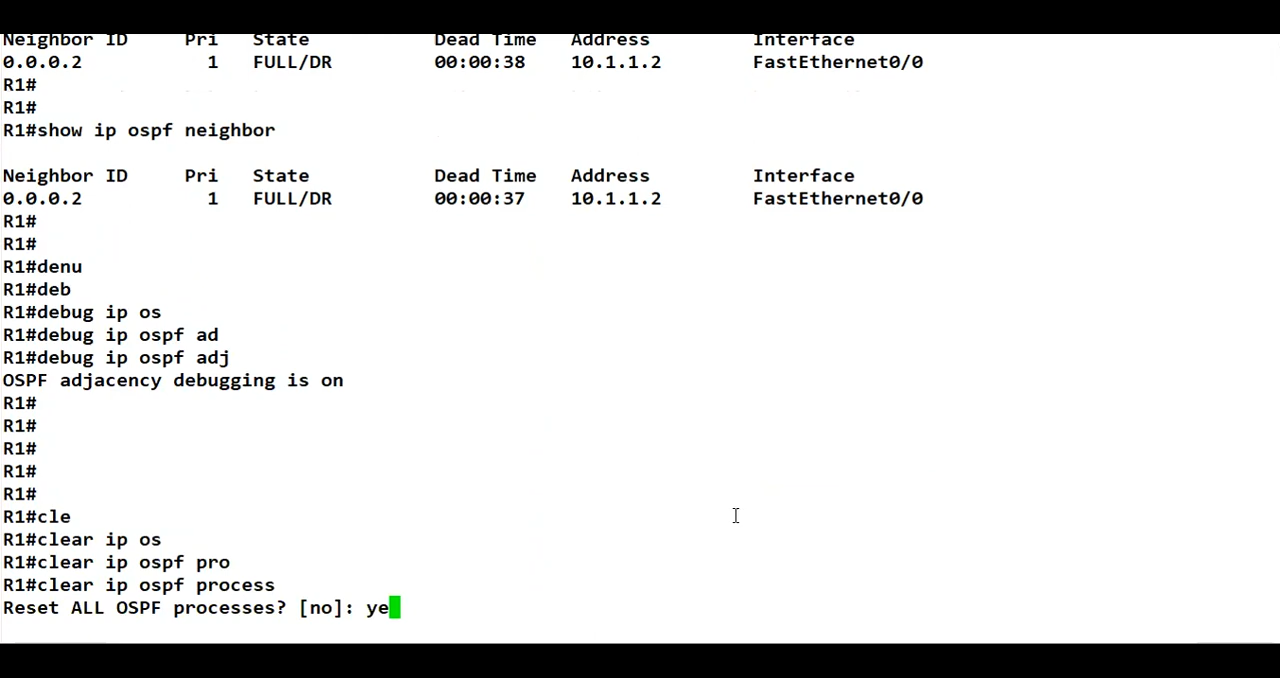 Neighbor ID Pri State Dead Time Address Interface
0.0.0.2 1 FULL/DR 00:00:38 10.1.1.2 FastEthernet0/0
R1#
R1#
R1#show ip ospf neighbor
Neighbor ID Pri State Dead Time Address Interface
0.0.0.2 1 FULL/DR 00:00:37 10.1.1.2 FastEthernet0/0
R1#
R1#
R1#denu
R1#deb
R1#debug ip os
R1#debug ip ospf ad
R1#debug ip ospf adj
OSPF adjacency debugging is on
R1#
R1#
R1#
R1#
R1#
R1#cle
R1#clear ip os
R1#clear ip ospf pro
R1#clear ip ospf process
Reset ALL OSPF processes? [no]: ye